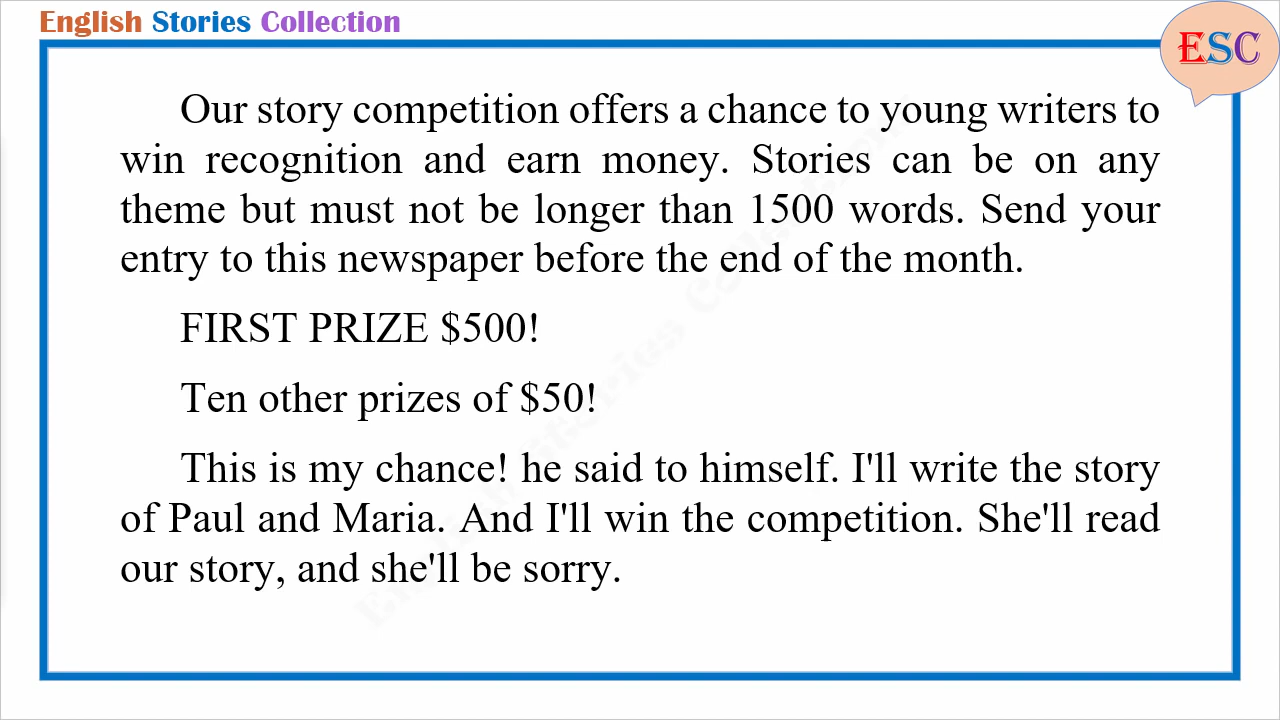 English Stories Collection
ESC
Our story competition offers a chance to young writers to
win recognition and earn money. Stories can be on any
theme but must not be longer than 1500 words. Send your
entry to this newspaper before the end of the month.
FIRST PRIZE $500!
Ten other prizes of $50!
This is my chance! he said to himself. I'll write the story
of Paul and Maria. And I'll win the competition. She'll read
our story, and she'll be sorry.
English Stories Collection